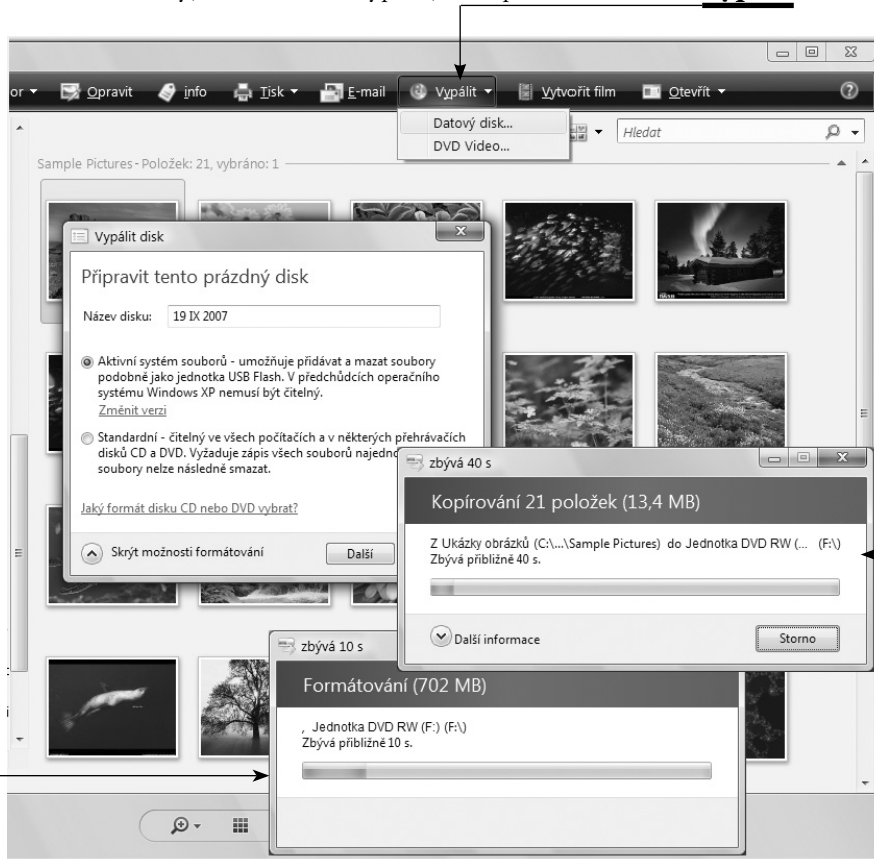 or Opravit info Tisk E-mail Vypálit Vytvořit film Otevřít
Datový disk...
DVD Video...
Hledat
Sample Pictures - Položek: 21, vybráno: 1
Vypálit disk
Připravit tento prázdný disk
Název disku: 19 IX 2007
Aktivní systém souborů - umožňuje přidávat a mazat soubory
podobně jako jednotka USB Flash. V předchůdcích operačního
systému Windows XP nemusí být čitelný.
Změnit verzi
Standardní - čitelný ve všech počítačích a v některých přehrávačích
disků CD a DVD. Vyžaduje zápis všech souborů najedno
soubory nelze následně smazat.
Jaký formát disku CD nebo DVD vybrat?
Skrýt možnosti formátování Další
zbývá 40 s
Kopírování 21 položek (13,4 MB)
Z Ukázky obrázků (C:\...\Sample Pictures) do Jednotka DVD RW (... (F:\)
Zbývá přibližně 40 s.
Další informace Storno
zbývá 10 s
Formátování (702 MB)
, Jednotka DVD RW (F:) (F:\)
Zbývá přibližně 10 s.